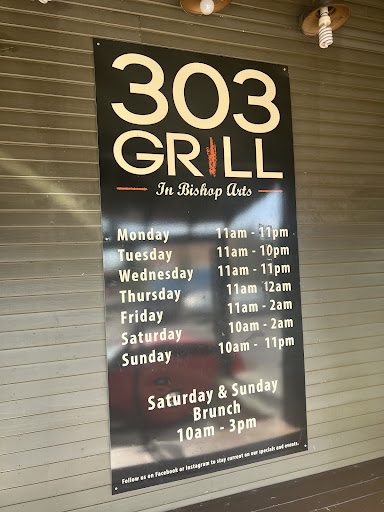 303
GRILL
In Bishop Arts
Monday 11am - 11pm
Tuesday 11am - 10pm
Wednesday 11am - 11pm
Thursday 11am 12am
Friday 11am - 2am
Saturday 10am - 2am
Sunday 10am - 11pm
Saturday & Sunday
Brunch
10am - 3pm
Follow us on Facebook or Instagram to stay current on our specials and events.